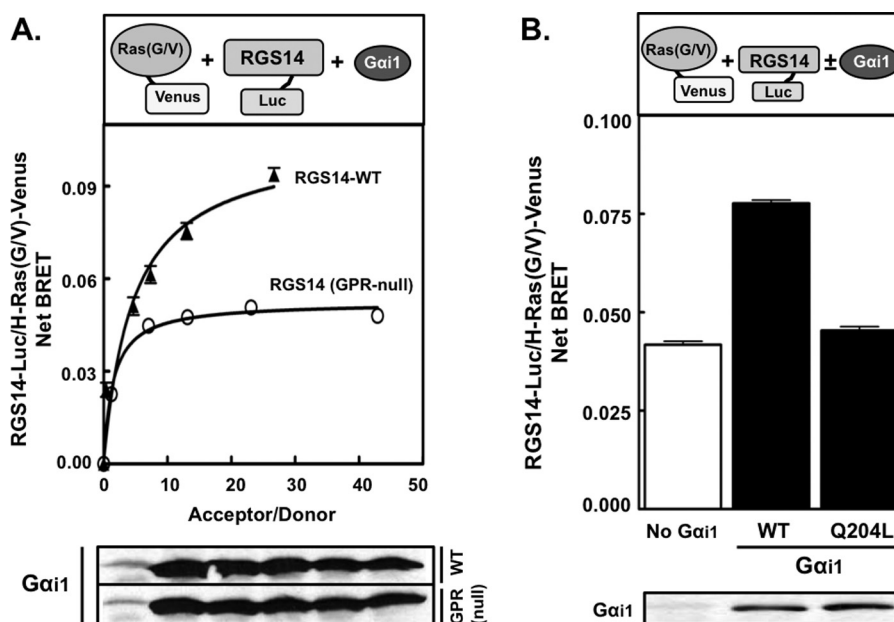 A.
Ras(G/V)
+
RGS14
+
Gαi1
Venus
Luc
RGS14-Luc/H-Ras(G/V)-Venus
Net BRET
0.09
0.06
0.03
0.00
RGS14-WT
RGS14 (GPR-null)
0
10
20
30
40
50
Acceptor/Donor
Gαi1
WT
GPR
(null)
B.
Ras(G/V)
+
RGS14
±
Gαi1
Venus
Luc
RGS14-Luc/H-Ras(G/V)-Venus
Net BRET
0.100
0.075
0.050
0.025
0.000
No Gαi1
WT
Q204L
Gαi1
Gαi1